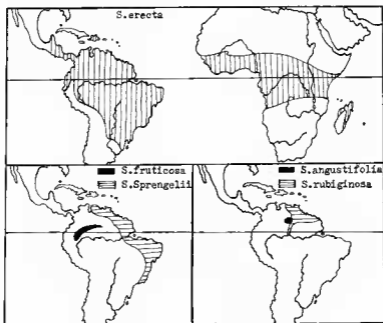 S.erecta
S.fruticosa
S.Sprengelii
S.angustifolia
S.rubiginosa